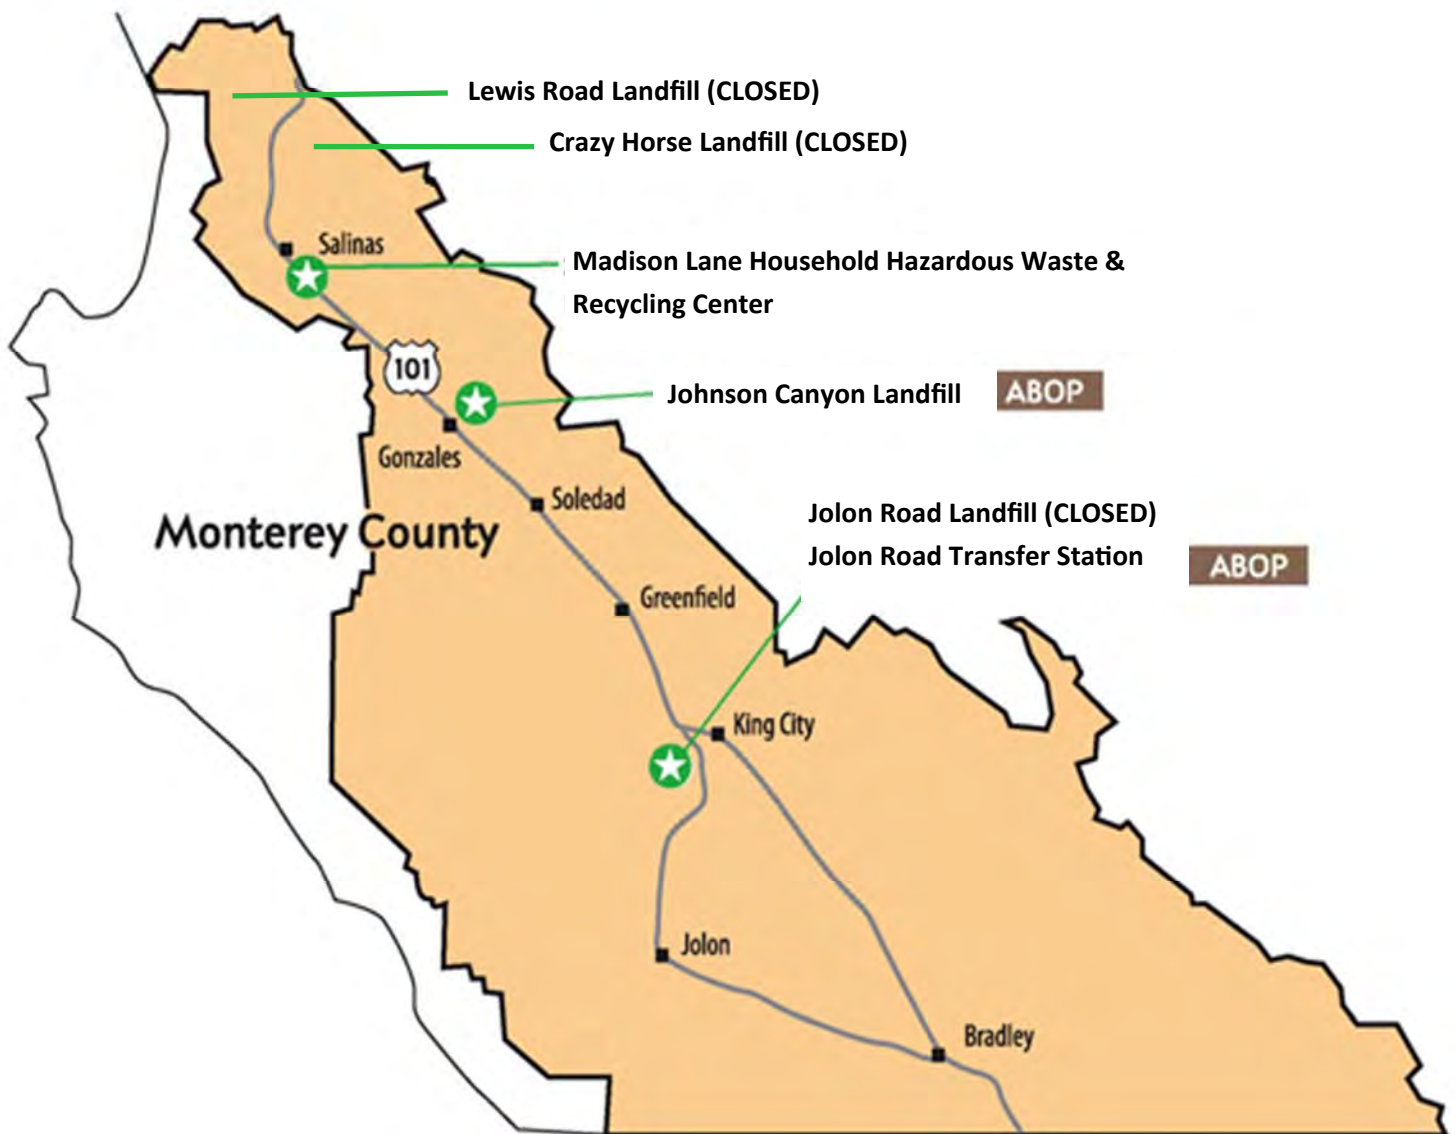 Lewis Road Landfill (CLOSED)
Crazy Horse Landfill (CLOSED)
Salinas
Madison Lane Household Hazardous Waste &
Recycling Center
101
Johnson Canyon Landfill
ABOP
Gonzales
Soledad
Monterey County
Jolon Road Landfill (CLOSED)
Jolon Road Transfer Station
ABOP
Greenfield
King City
Jolon
Bradley